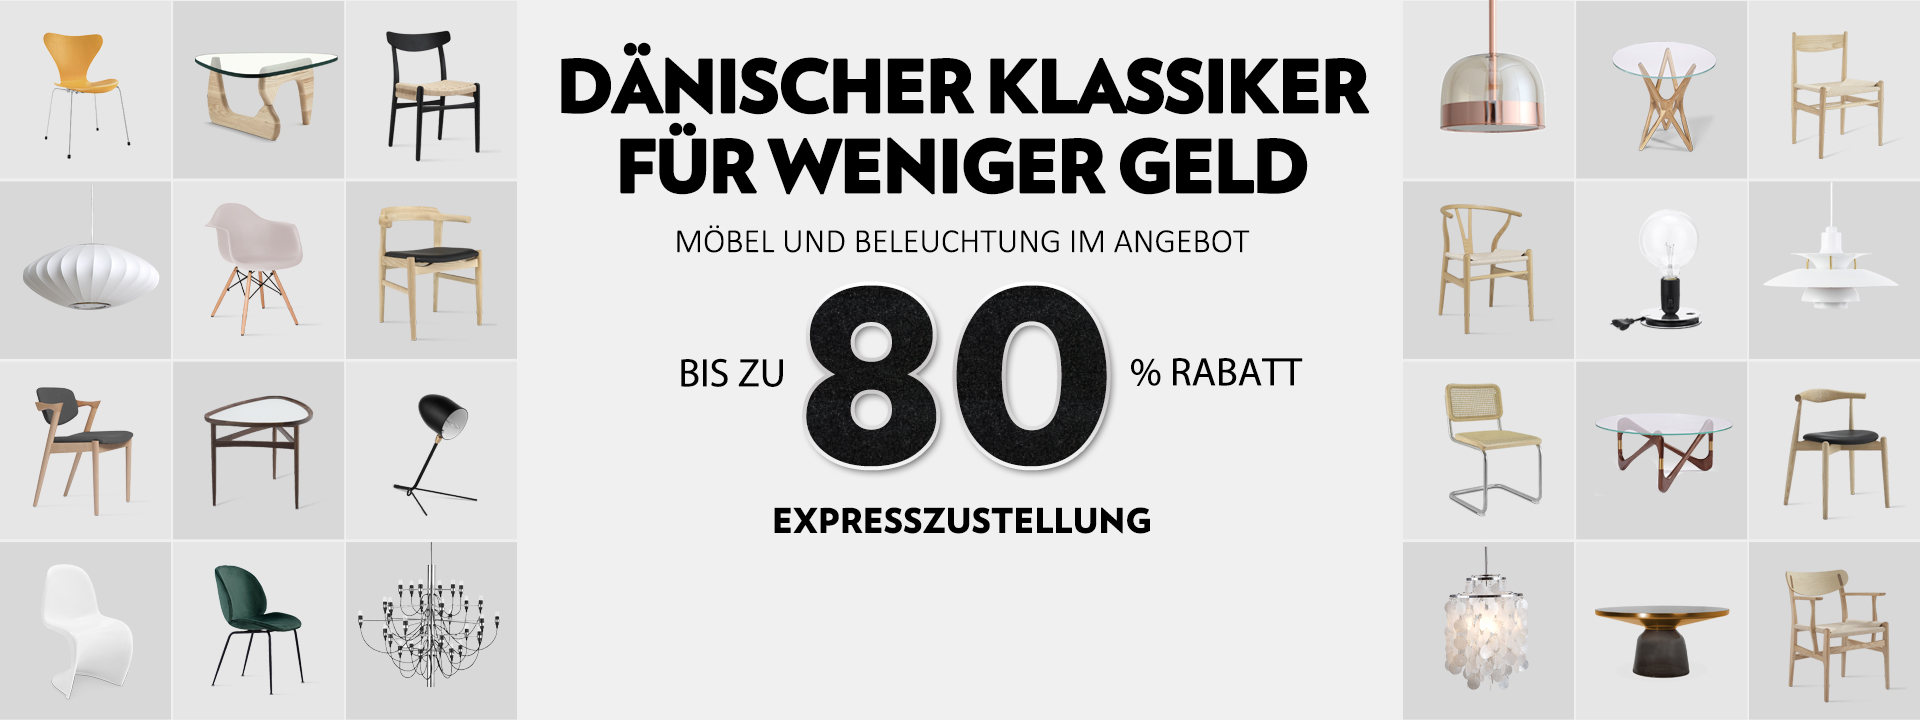 DÄNISCHER KLASSIKER
FÜR WENIGER GELD
MÖBEL UND BELEUCHTUNG IM ANGEBOT
BIS ZU 80 % RABATT
EXPRESSZUSTELLUNG